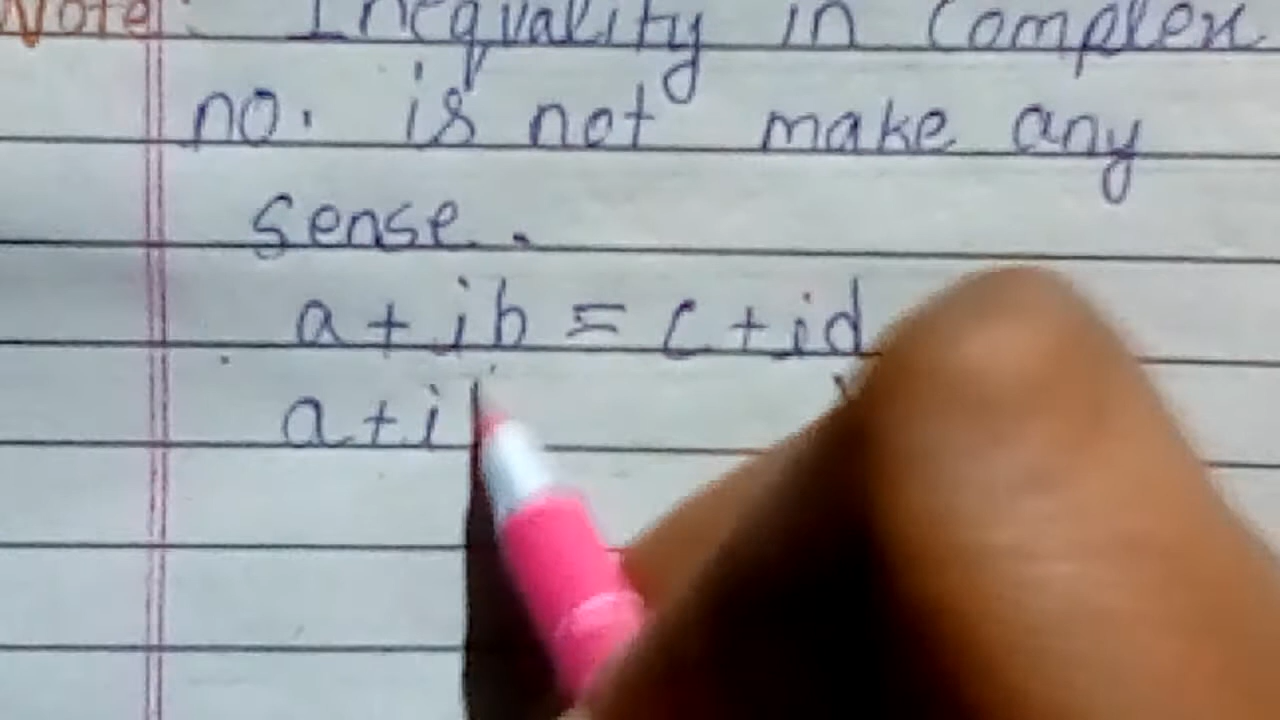 Note: Inequality in Complex
no. is not make any
sense.
a + ib = c + id
a + i